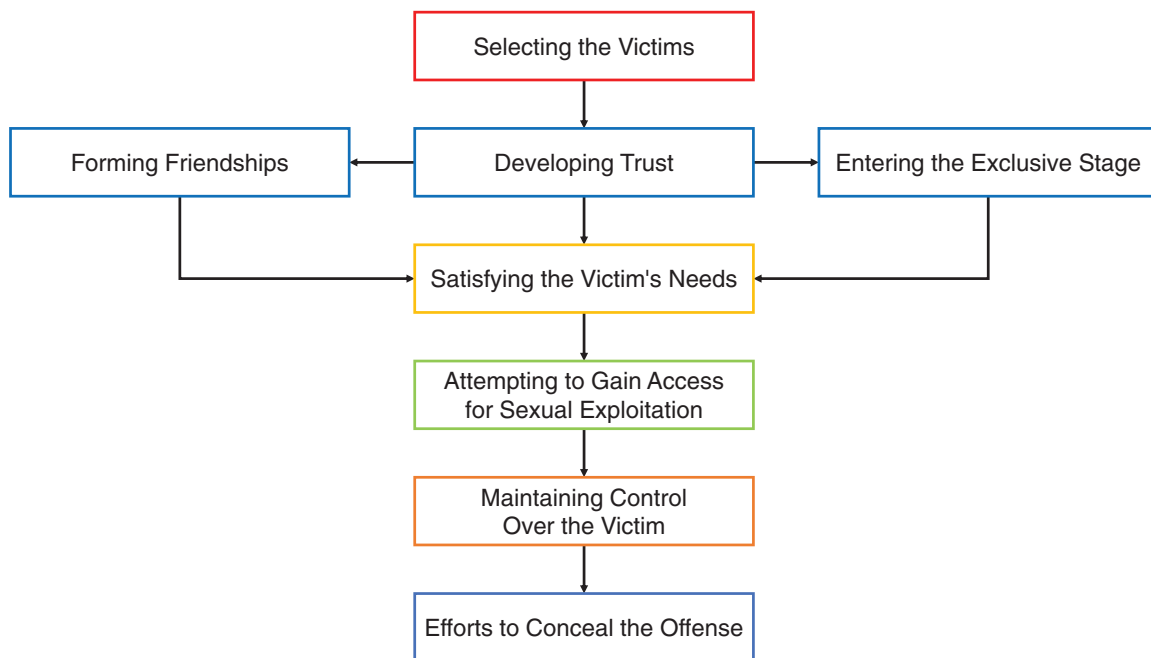 Selecting the Victims
Forming Friendships
Developing Trust
Entering the Exclusive Stage
Satisfying the Victim's Needs
Attempting to Gain Access
for Sexual Exploitation
Maintaining Control
Over the Victim
Efforts to Conceal the Offense